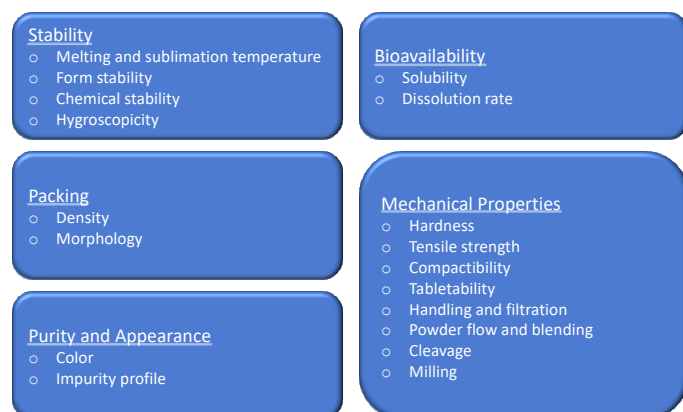 Stability
○ Melting and sublimation temperature
○ Form stability
○ Chemical stability
○ Hygroscopicity
Bioavailability
○ Solubility
○ Dissolution rate
Packing
○ Density
○ Morphology
Mechanical Properties
○ Hardness
○ Tensile strength
○ Compactibility
○ Tabletability
○ Handling and filtration
○ Powder flow and blending
○ Cleavage
○ Milling
Purity and Appearance
○ Color
○ Impurity profile